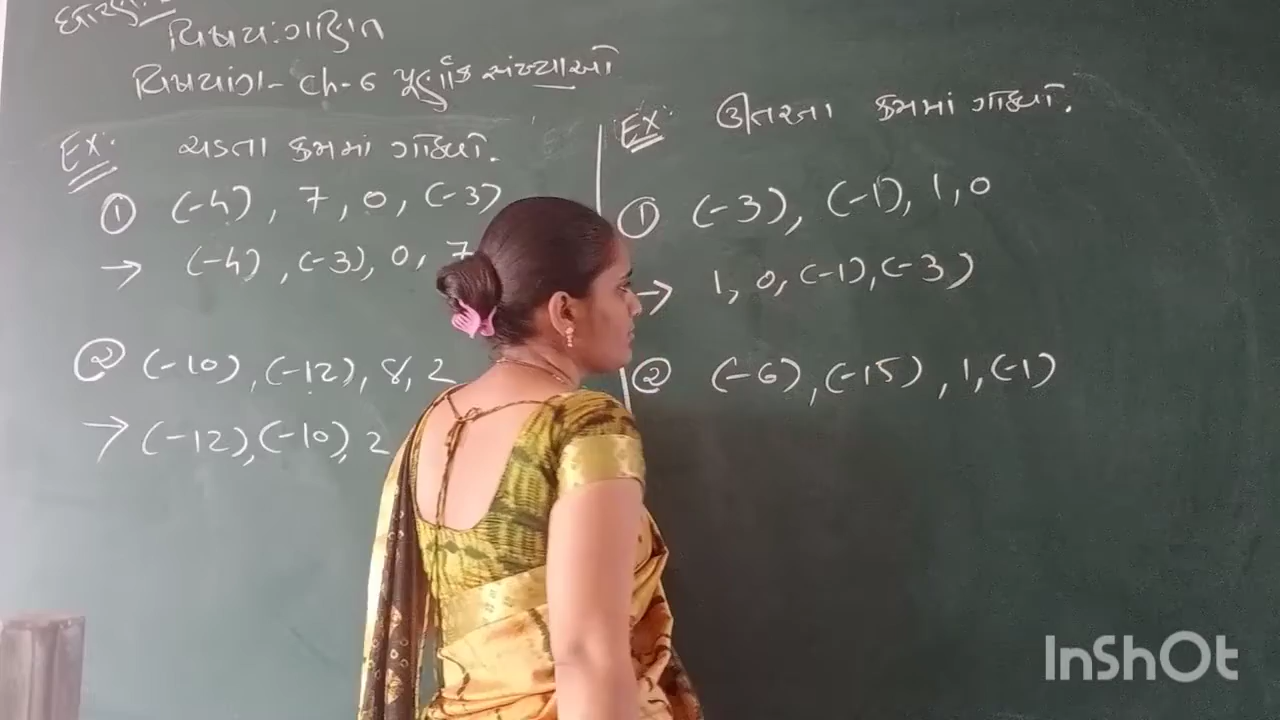 ધોરણ:
વિષય:ગણિત
વિષયાંગ- Ch-6 પૂર્ણાંક સંખ્યાઓ
Ex: ચડતા ક્રમમાં ગોઠવો.
① (-4), 7, 0, (-3)
→ (-4), (-3), 0, 7
② (-10), (-12), 8, 2
→ (-12), (-10), 2
Ex: ઊતરતા ક્રમમાં ગોઠવો.
① (-3), (-1), 1, 0
→ 1, 0, (-1), (-3)
② (-6), (-15), 1, (-1)
InShOt